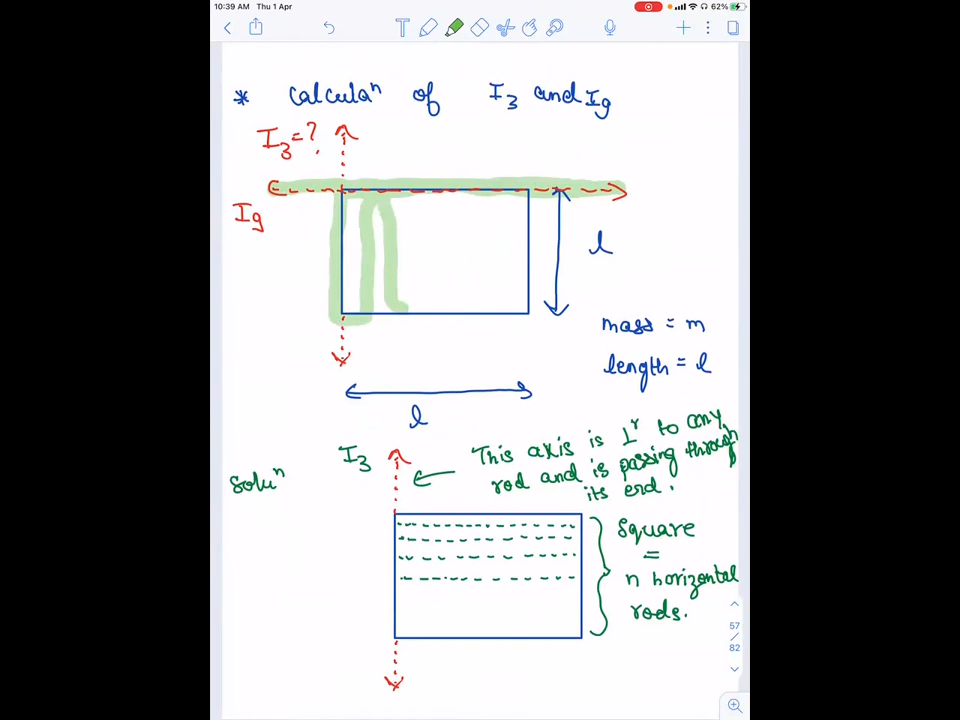 10:39 AM Thu 1 Apr
62%
* Calculaⁿ of I₃ and I₉
I₃ = ?
I₉
l
mass = m
length = l
l
I₃
This axis is ⊥ʳ to any
rod and is passing through
its end.
Soluⁿ
Square
=
n horizontal
rods.
57
/
82